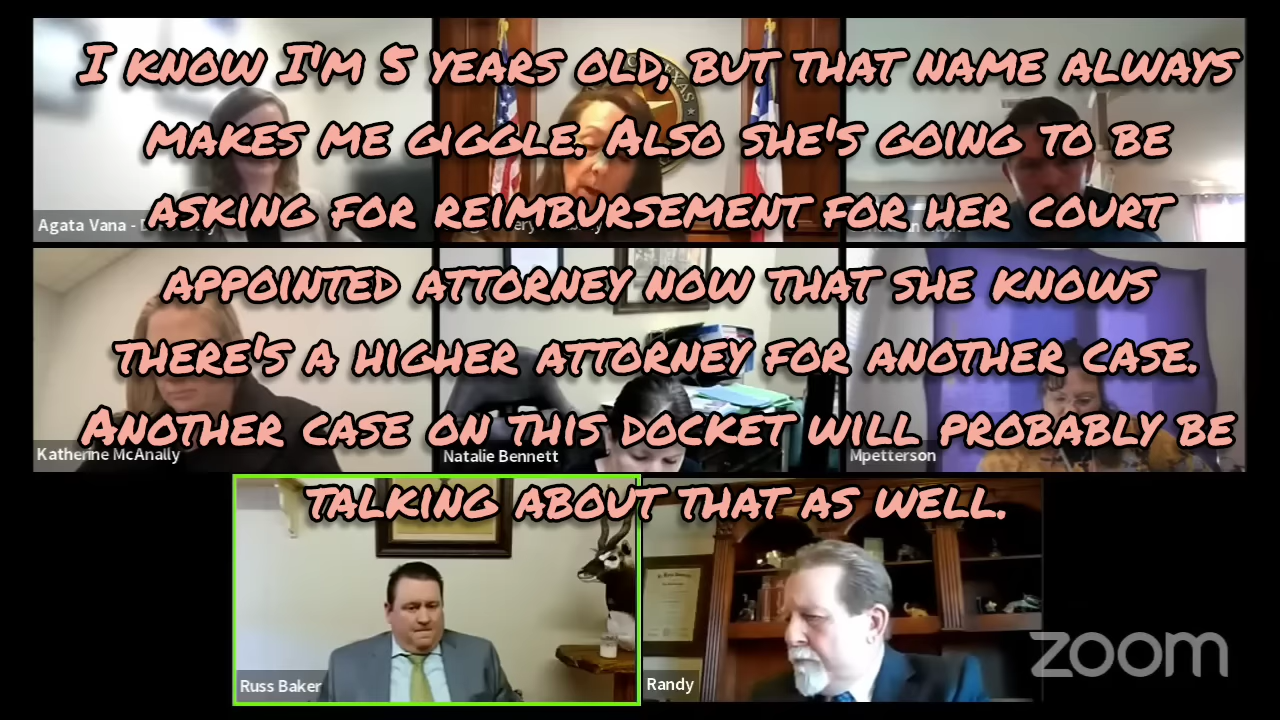 I know I'm 5 years old, but that name always
makes me giggle. Also she's going to be
asking for reimbursement for her court
appointed attorney now that she knows
there's a higher attorney for another case.
Another case on this docket will probably be
talking about that as well.
Agata Vana -
Katherine McAnally
Natalie Bennett
Mpetterson
Russ Baker
Randy
zoom